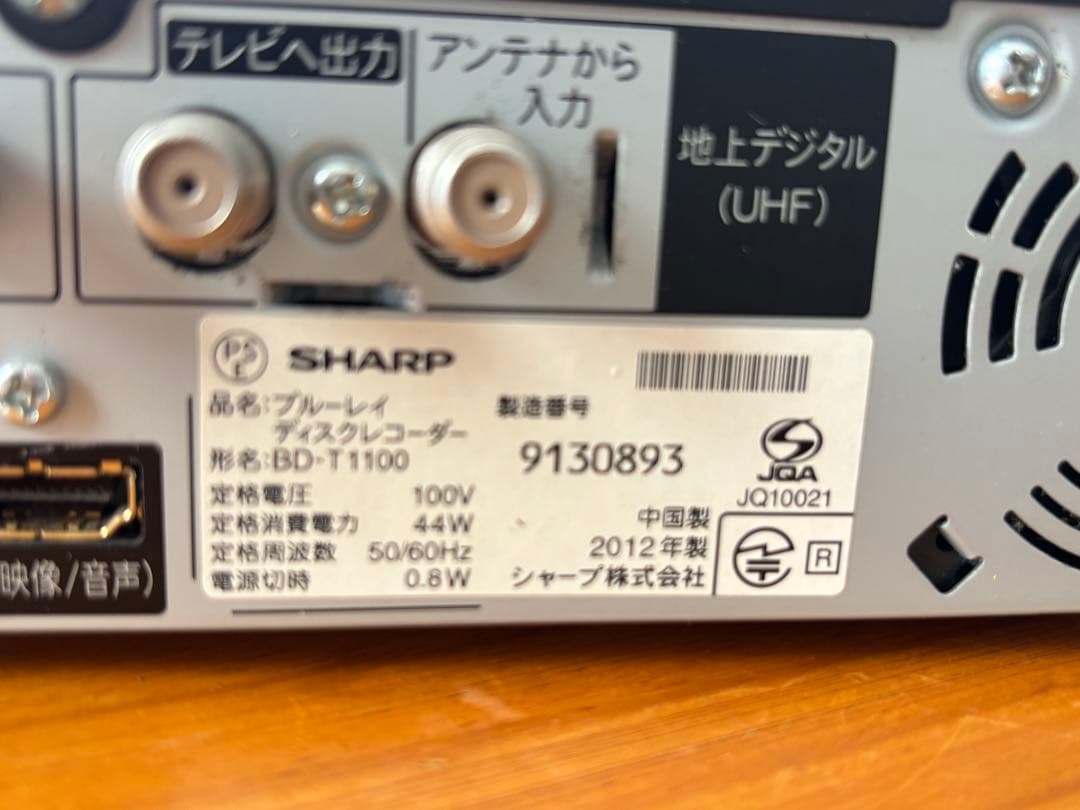 テレビへ出力
アンテナから
入力
地上デジタル
(UHF)
PS
E
SHARP
品名:ブルーレイ
ディスクレコーダー
形名:BD-T1100
定格電圧 100V
定格消費電力 44W
定格周波数 50/60Hz
電源切時 0.8W
製造番号
9130893
JQA
JQ10021
中国製
2012年製
シャープ株式会社
R
映像/音声)